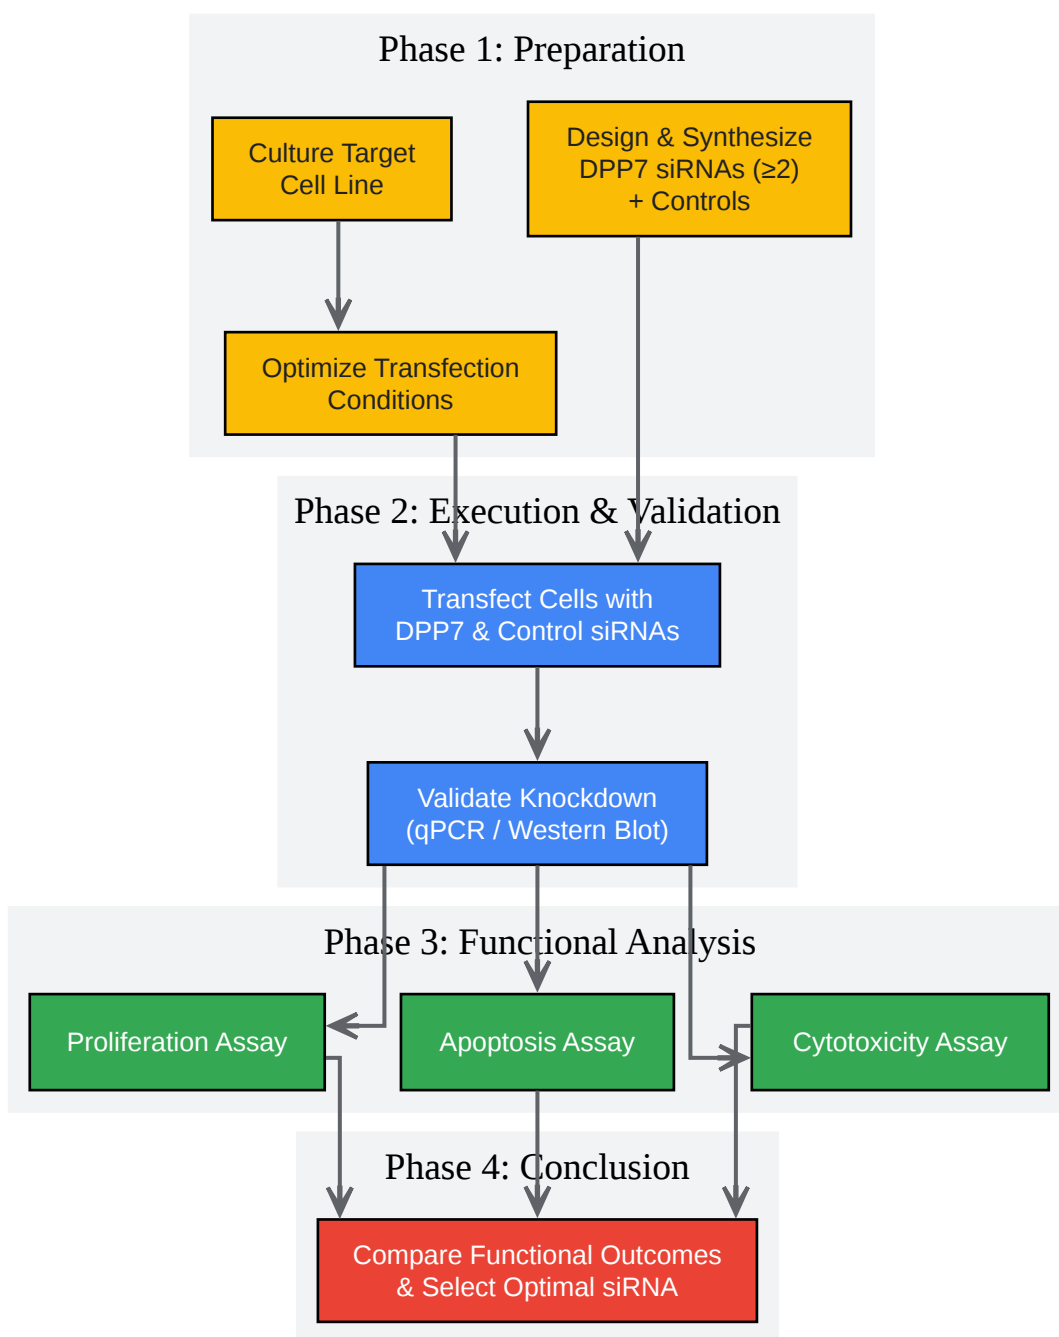 Phase 1: Preparation
Culture Target
Cell Line
Design & Synthesize
DPP7 siRNAs (≥2)
+ Controls
Optimize Transfection
Conditions
Phase 2: Execution & Validation
Transfect Cells with
DPP7 & Control siRNAs
Validate Knockdown
(qPCR / Western Blot)
Phase 3: Functional Analysis
Proliferation Assay
Apoptosis Assay
Cytotoxicity Assay
Phase 4: Conclusion
Compare Functional Outcomes
& Select Optimal siRNA